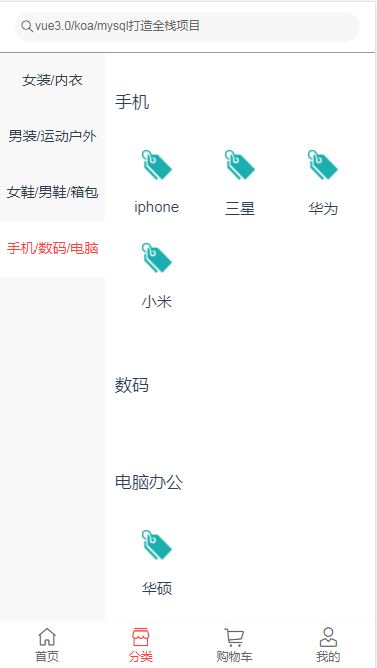 vue3.0/koa/mysql打造全栈项目
女装/内衣
男装/运动户外
女鞋/男鞋/箱包
手机/数码/电脑
手机
iphone
三星
华为
小米
数码
电脑办公
华硕
首页
分类
购物车
我的